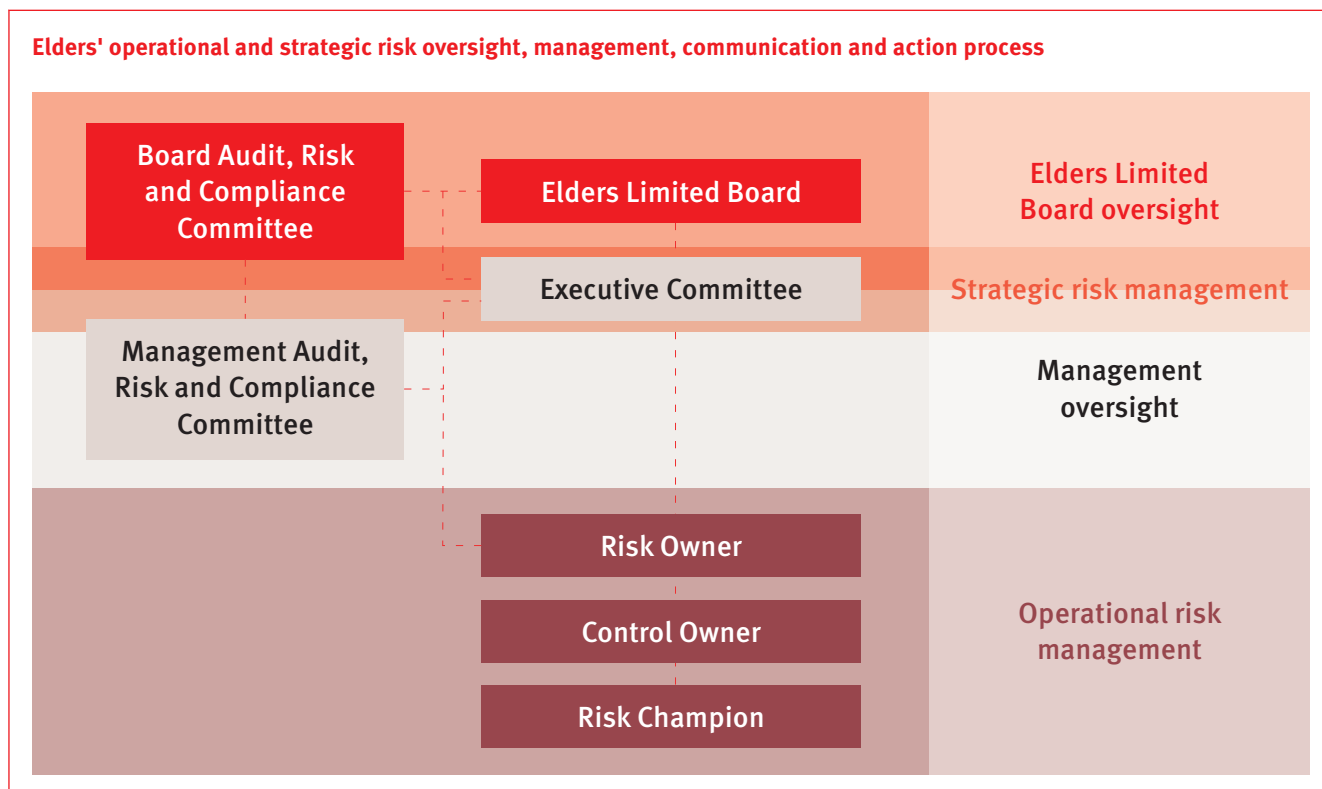 Elders' operational and strategic risk oversight, management, communication and action process
Board Audit, Risk
and Compliance
Committee
Elders Limited Board
Elders Limited
Board oversight
Executive Committee
Strategic risk management
Management Audit,
Risk and Compliance
Committee
Management
oversight
Risk Owner
Control Owner
Risk Champion
Operational risk
management